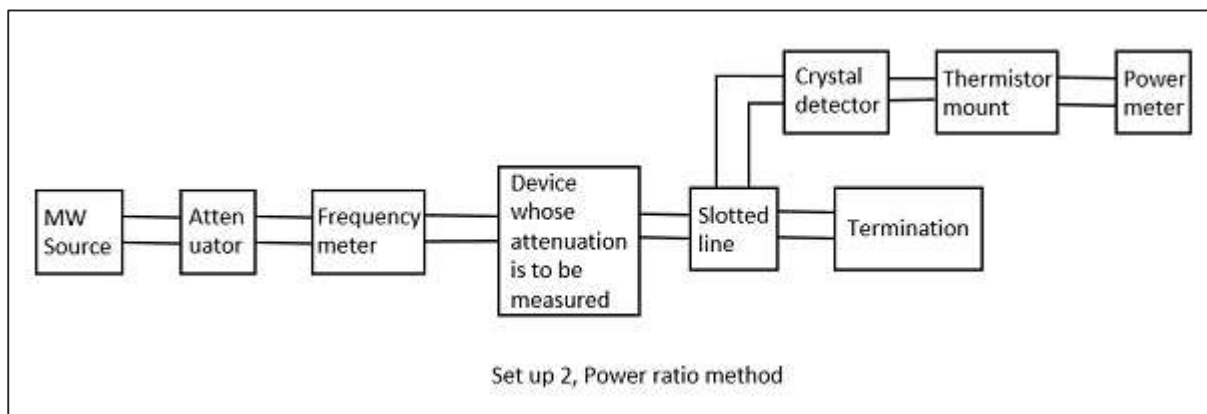 Crystal
detector
Thermistor
mount
Power
meter
MW
Source
Atten
uator
Frequency
meter
Device
whose
attenuation
is to be
measured
Slotted
line
Termination
Set up 2, Power ratio method